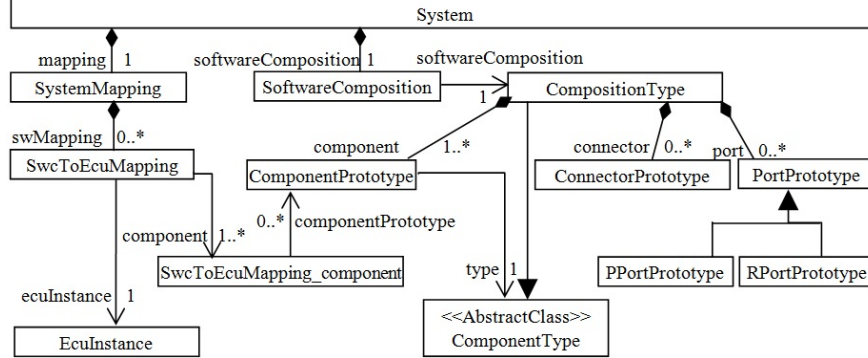 System
mapping 1 softwareComposition 1 softwareComposition
SystemMapping SoftwareComposition 1 CompositionType
swMapping 0..* component 1..* connector 0..* port 0..*
SwcToEcuMapping ComponentPrototype ConnectorPrototype PortPrototype
component 1..* 0..* componentPrototype
SwcToEcuMapping_component type 1 PPortPrototype RPortPrototype
ecuInstance 1
<<AbstractClass>>
EcuInstance ComponentType